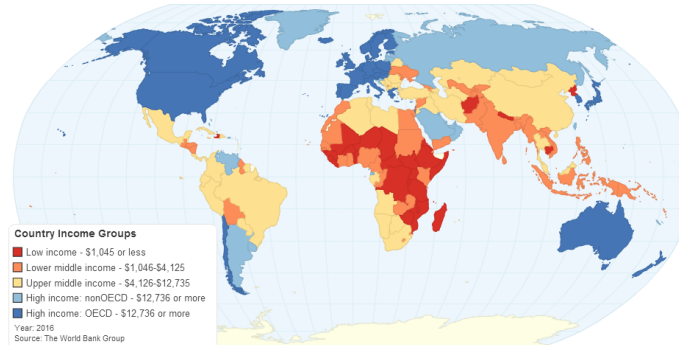 Country Income Groups
Low income - $1,045 or less
Lower middle income - $1,046-$4,125
Upper middle income - $4,126-$12,735
High income: nonOECD - $12,736 or more
High income: OECD - $12,736 or more
Year: 2016
Source: The World Bank Group